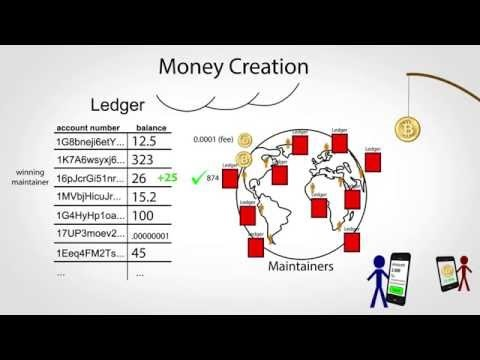 Money Creation
Ledger
account number balance
1G8bneji6etY... 12.5
1K7A6wsyxj6... 323
winning maintainer
16pJcrGi51nr... 26 +25
1MVbjHicuJr... 15.2
1G4HyHp1oa... 100
17UP3moev2... .00000001
1Eeq4FM2Ts... 45
... ...
0.0001 (fee)
874
Ledger
Ledger
Ledger
Ledger
Ledger
Ledger
Ledger
Ledger
Ledger
Ledger
Ledger
Maintainers